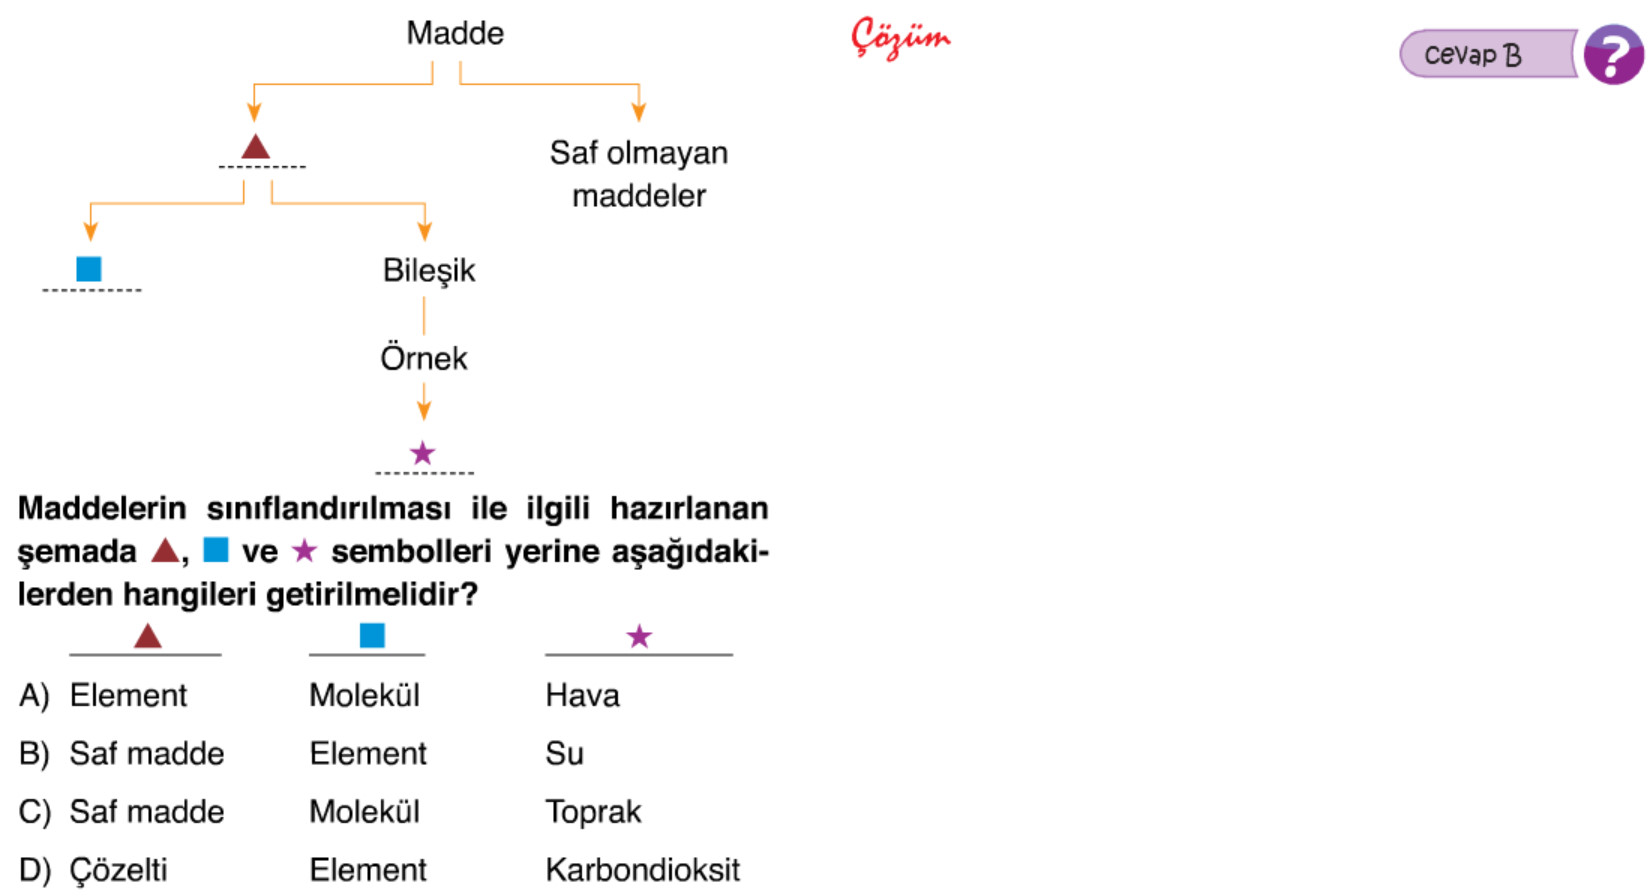 Madde
Saf olmayan
maddeler
Bileşik
Örnek
Maddelerin sınıflandırılması ile ilgili hazırlanan
şemada ▲, ■ ve ★ sembolleri yerine aşağıdaki-
lerden hangileri getirilmelidir?
▲ ■ ★
A) Element Molekül Hava
B) Saf madde Element Su
C) Saf madde Molekül Toprak
D) Çözelti Element Karbondioksit
Çözüm
Cevap B ?